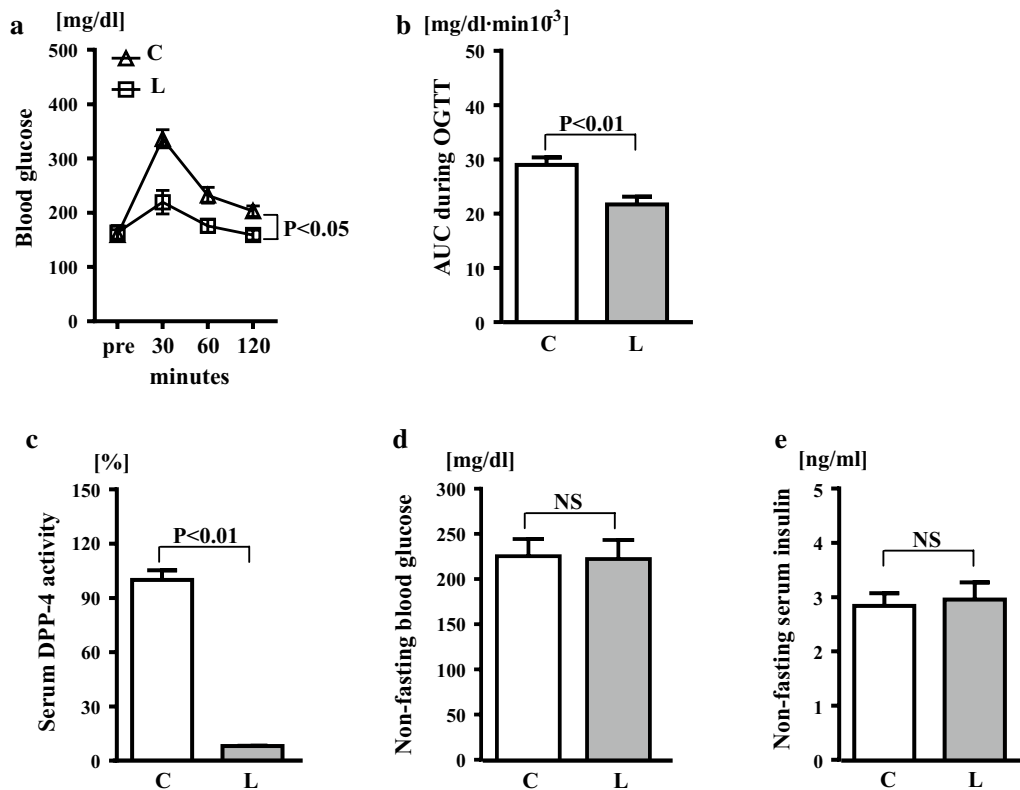 a
[mg/dl]
C
L
500
400
300
200
100
0
Blood glucose
P<0.05
pre 30 60 120
minutes
b
[mg/dl·min10-3]
50
40
30
20
10
0
AUC during OGTT
P<0.01
C L
c
[%]
150
120
90
60
30
0
Serum DPP-4 activity
P<0.01
C L
d
[mg/dl]
300
250
200
150
100
50
0
Non-fasting blood glucose
NS
C L
e
[ng/ml]
5
4
3
2
1
0
Non-fasting serum insulin
NS
C L